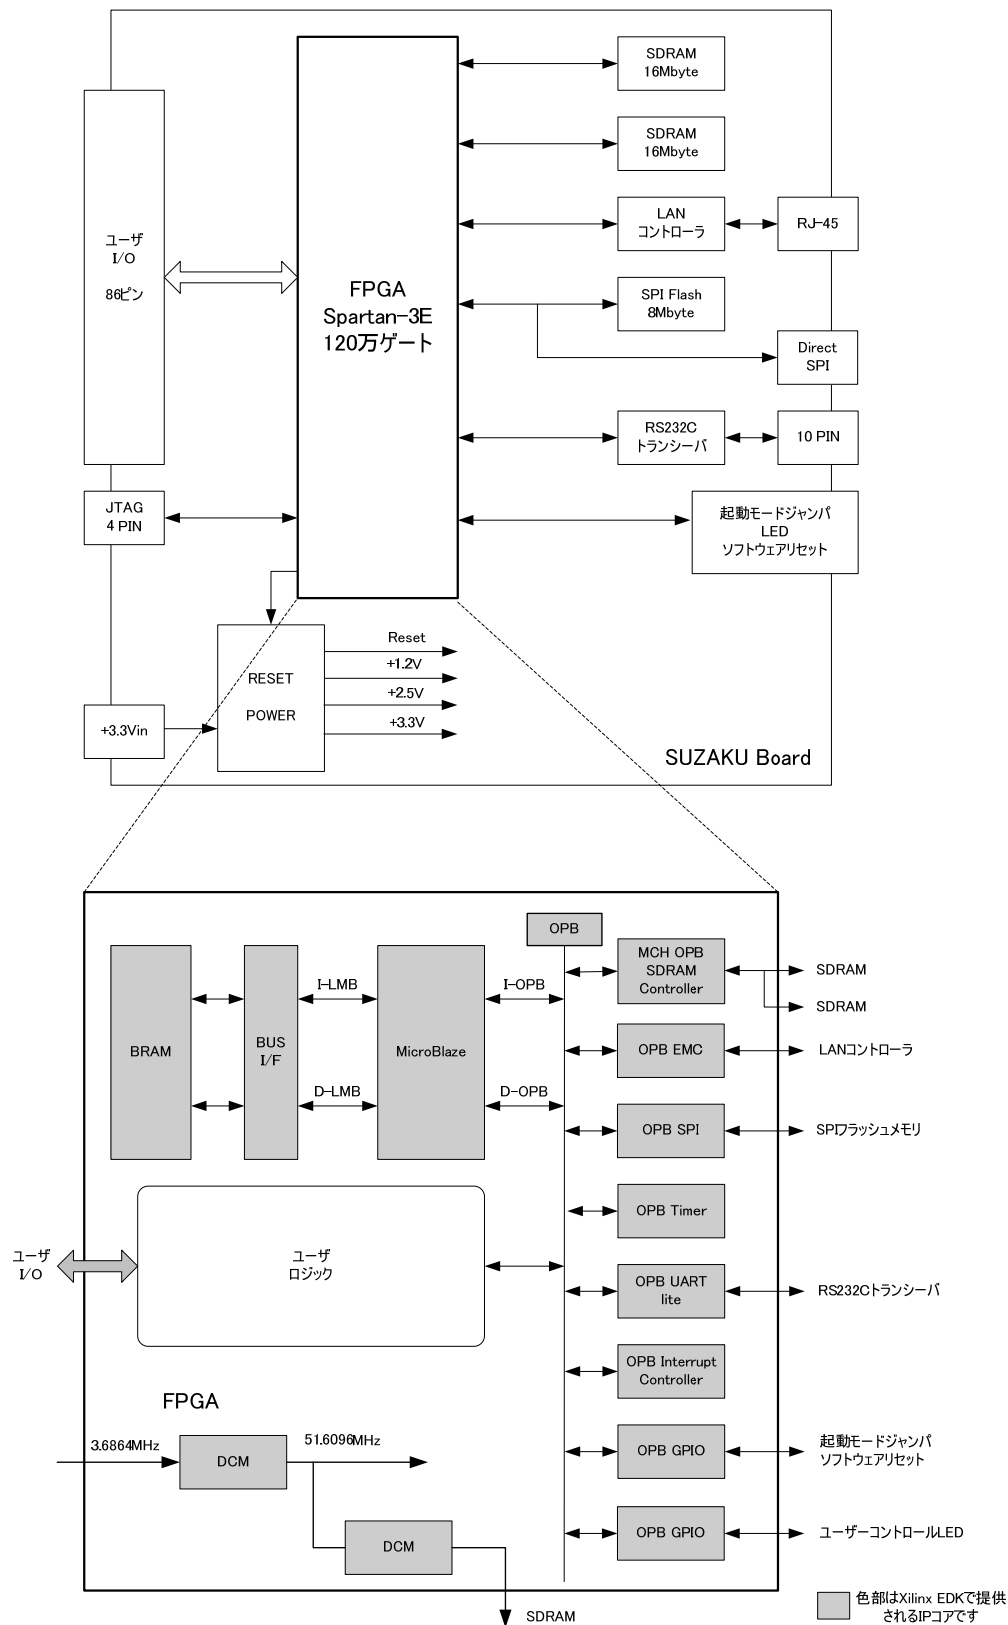 SDRAM
16Mbyte
SDRAM
16Mbyte
LAN
コントローラ
RJ-45
ユーザ
I/O
86ピン
FPGA
Spartan-3E
120万ゲート
SPI Flash
8Mbyte
Direct
SPI
RS232C
トランシーバ
10 PIN
JTAG
4 PIN
起動モードジャンパ
LED
ソフトウェアリセット
RESET
POWER
Reset
+1.2V
+2.5V
+3.3V
+3.3Vin
SUZAKU Board
OPB
BRAM
BUS
I/F
I-LMB
D-LMB
MicroBlaze
I-OPB
D-OPB
MCH OPB
SDRAM
Controller
SDRAM
SDRAM
OPB EMC
LANコントローラ
OPB SPI
SPIフラッシュメモリ
OPB Timer
ユーザ
I/O
ユーザ
ロジック
OPB UART
lite
RS232Cトランシーバ
OPB Interrupt
Controller
FPGA
3.6864MHz
DCM
51.6096MHz
OPB GPIO
起動モードジャンパ
ソフトウェアリセット
DCM
OPB GPIO
ユーザーコントロールLED
SDRAM
色部はXilinx EDKで提供
されるIPコアです